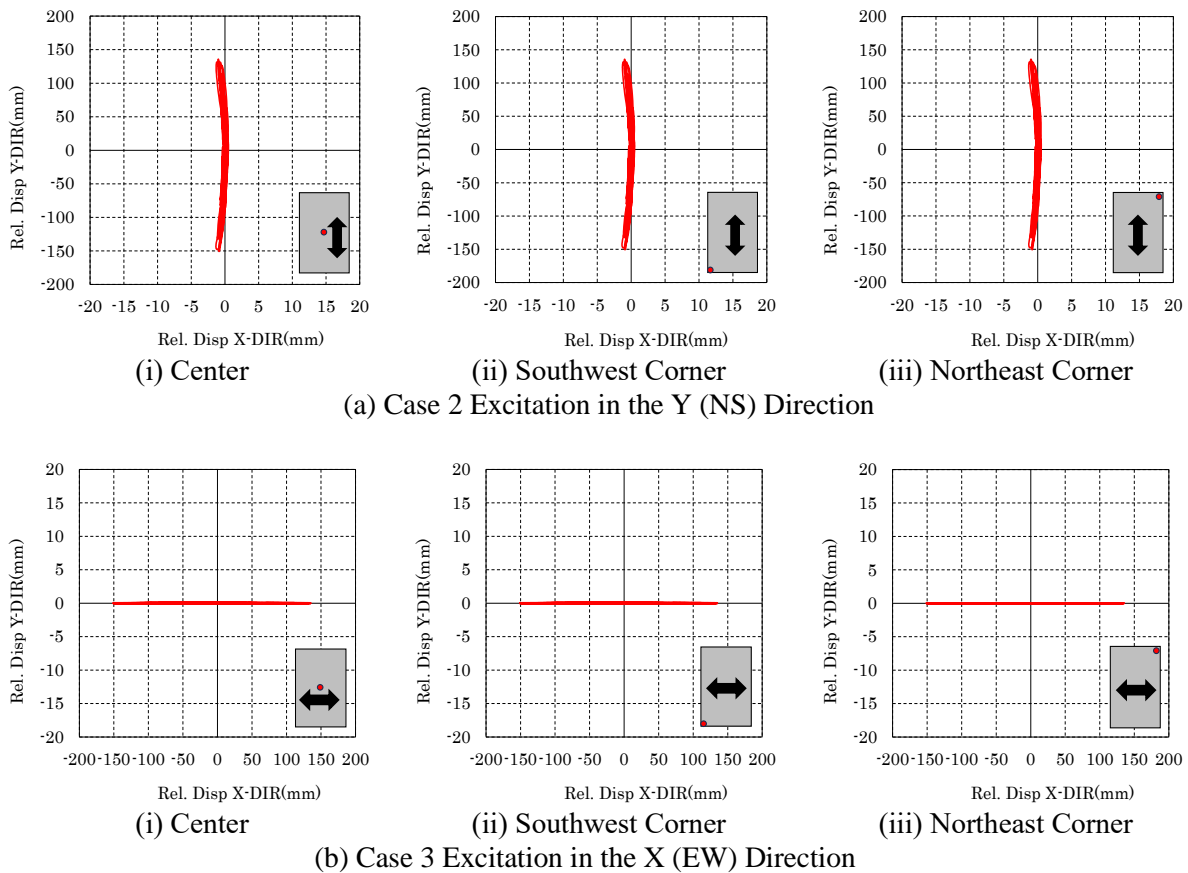 200
150
100
50
0
-50
-100
-150
-200
Rel. Disp Y-DIR(mm)
-20 -15 -10 -5 0 5 10 15 20
Rel. Disp X-DIR(mm)
(i) Center
200
150
100
50
0
-50
-100
-150
-200
Rel. Disp Y-DIR(mm)
-20 -15 -10 -5 0 5 10 15 20
Rel. Disp X-DIR(mm)
(ii) Southwest Corner
200
150
100
50
0
-50
-100
-150
-200
Rel. Disp Y-DIR(mm)
-20 -15 -10 -5 0 5 10 15 20
Rel. Disp X-DIR(mm)
(iii) Northeast Corner
(a) Case 2 Excitation in the Y (NS) Direction
20
15
10
5
0
-5
-10
-15
-20
Rel. Disp Y-DIR(mm)
-200 -150 -100 -50 0 50 100 150 200
Rel. Disp X-DIR(mm)
(i) Center
20
15
10
5
0
-5
-10
-15
-20
Rel. Disp Y-DIR(mm)
-200 -150 -100 -50 0 50 100 150 200
Rel. Disp X-DIR(mm)
(ii) Southwest Corner
20
15
10
5
0
-5
-10
-15
-20
Rel. Disp Y-DIR(mm)
-200 -150 -100 -50 0 50 100 150 200
Rel. Disp X-DIR(mm)
(iii) Northeast Corner
(b) Case 3 Excitation in the X (EW) Direction